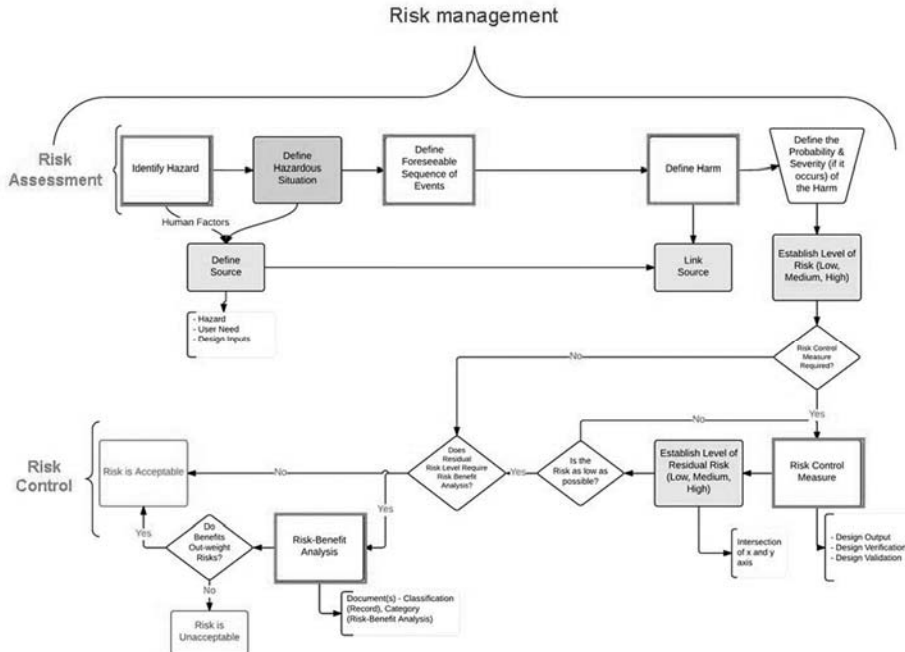 Risk management
Risk
Assessment
Identify Hazard
Define
Hazardous
Situation
Define
Foreseeable
Sequence of
Events
Define Harm
Define the
Probability &
Severity (if it
occurs) of
the Harm
Human Factors
Define
Source
Link
Source
Establish Level of
Risk (Low,
Medium, High)
- Hazard
- User Need
- Design Inputs
Risk Control
Measure
Required?
No
Yes
No
Risk
Control
Risk is Acceptable
No
Does
Residual
Risk Level Require
Risk Benefit
Analysis?
Yes
Is the
Risk as low as
possible?
Establish Level of
Residual Risk
(Low, Medium,
High)
Risk Control
Measure
Yes
Yes
Do
Benefits
Out-weight
Risks?
Risk-Benefit
Analysis
Intersection
of x and y
axis
- Design Output
- Design Verification
- Design Validation
No
Document(s) - Classification
(Record), Category
(Risk-Benefit Analysis)
Risk is
Unacceptable